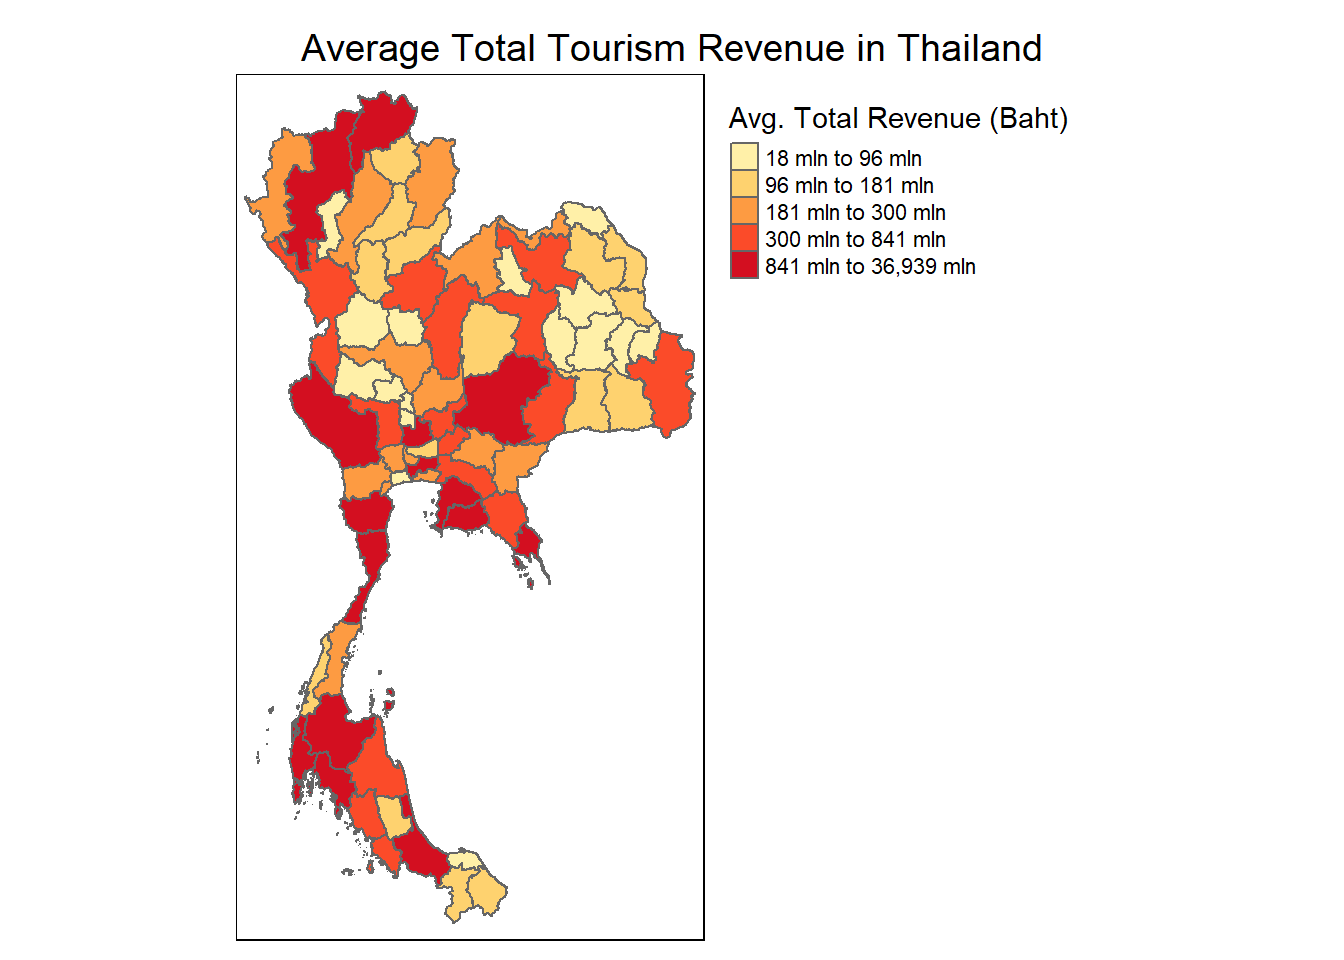 Average Total Tourism Revenue in Thailand
Avg. Total Revenue (Baht)
18 mln to 96 mln
96 mln to 181 mln
181 mln to 300 mln
300 mln to 841 mln
841 mln to 36,939 mln